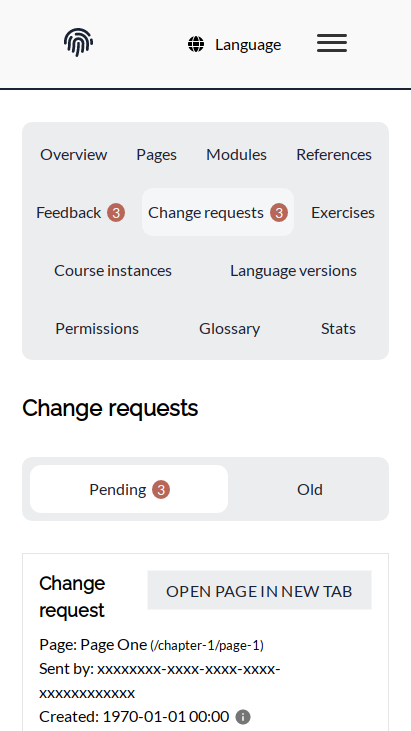 Language
Overview Pages Modules References
Feedback 3 Change requests 3 Exercises
Course instances Language versions
Permissions Glossary Stats
Change requests
Pending 3 Old
Change
request
OPEN PAGE IN NEW TAB
Page: Page One (/chapter-1/page-1)
Sent by: xxxxxxxx-xxxx-xxxx-xxxx-
xxxxxxxxxxxx
Created: 1970-01-01 00:00